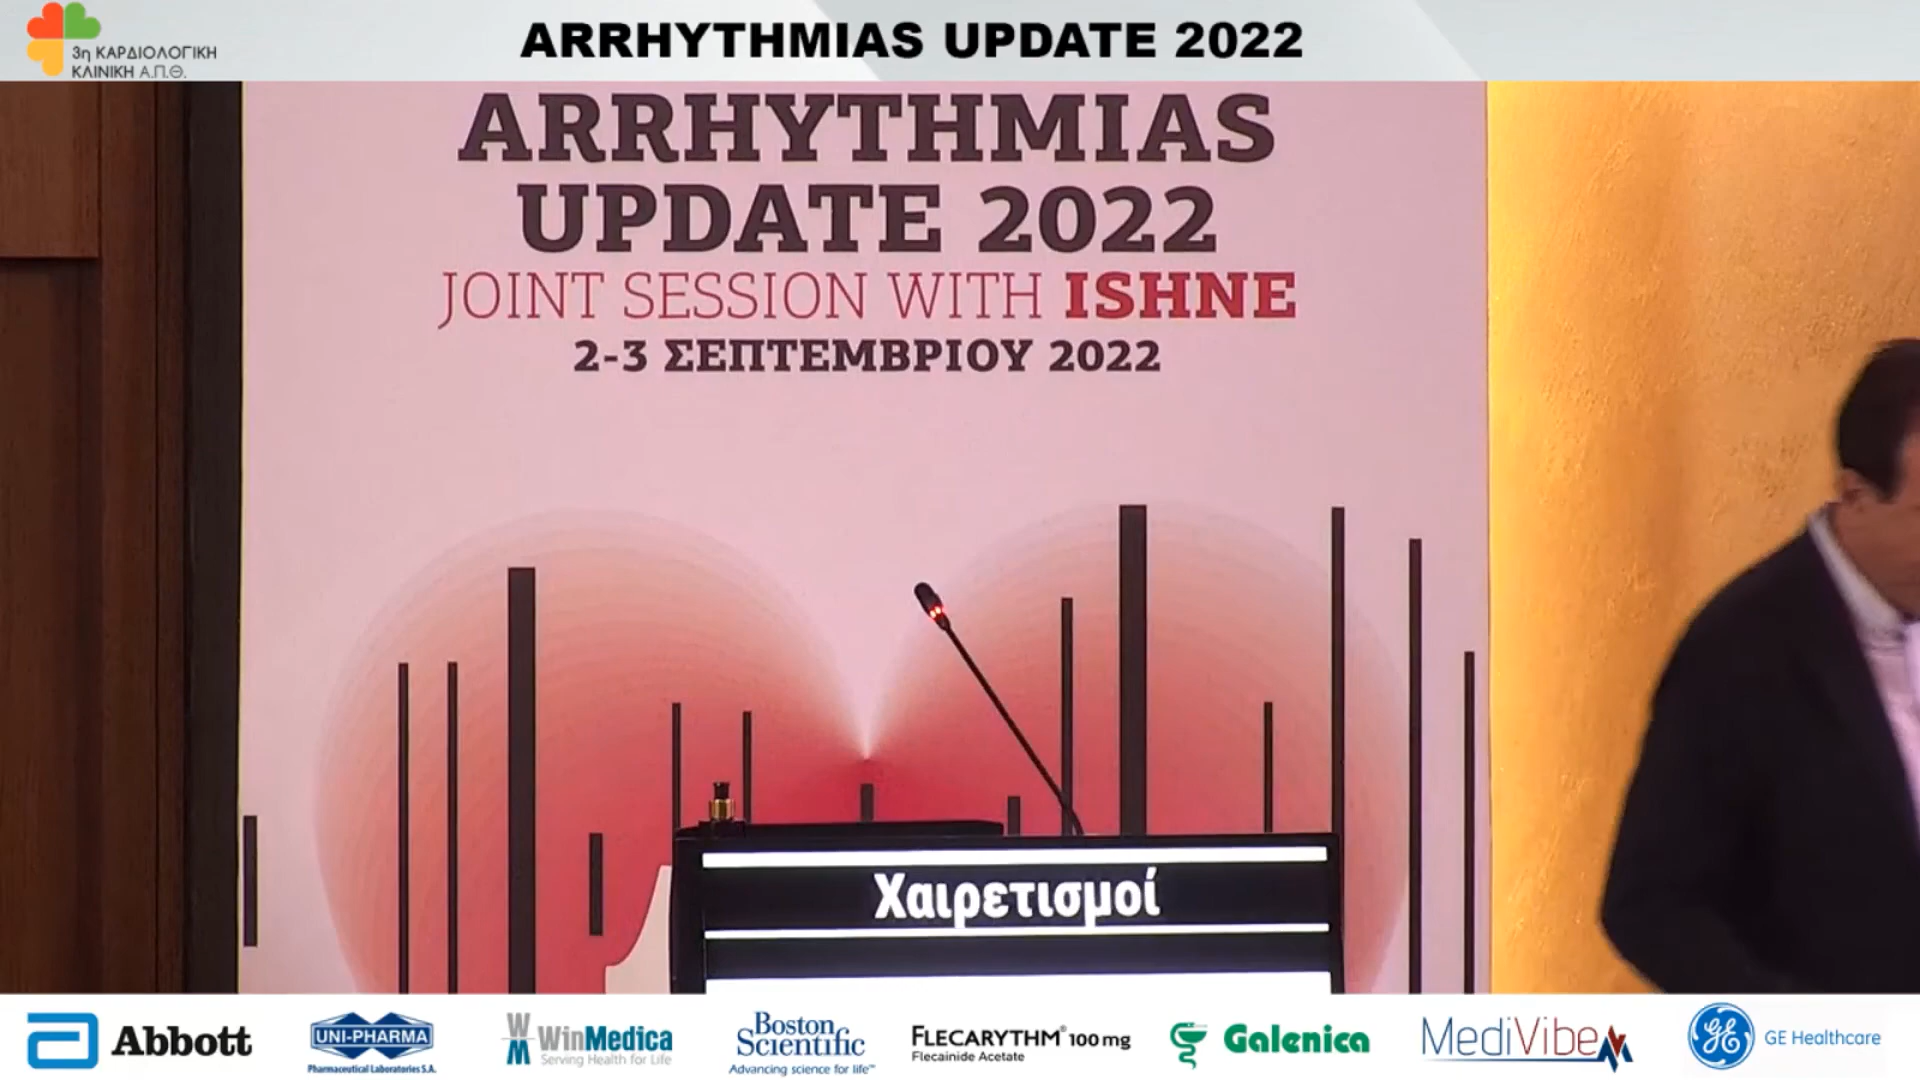 3η ΚΑΡΔΙΟΛΟΓΙΚΗ
ΚΛΙΝΙΚΗ Α.Π.Θ.
ARRHYTHMIAS UPDATE 2022
ARRHYTHMIAS
UPDATE 2022
JOINT SESSION WITH ISHNE
2-3 ΣΕΠΤΕΜΒΡΙΟΥ 2022
Χαιρετισμοί
Abbott
UNI-PHARMA
Pharmaceutical Laboratories S.A.
WinMedica
Serving Health for Life
Boston
Scientific
Advancing science for life™
FLECARYTHM® 100 mg
Flecainide Acetate
Galenica
MediVibe
GE Healthcare